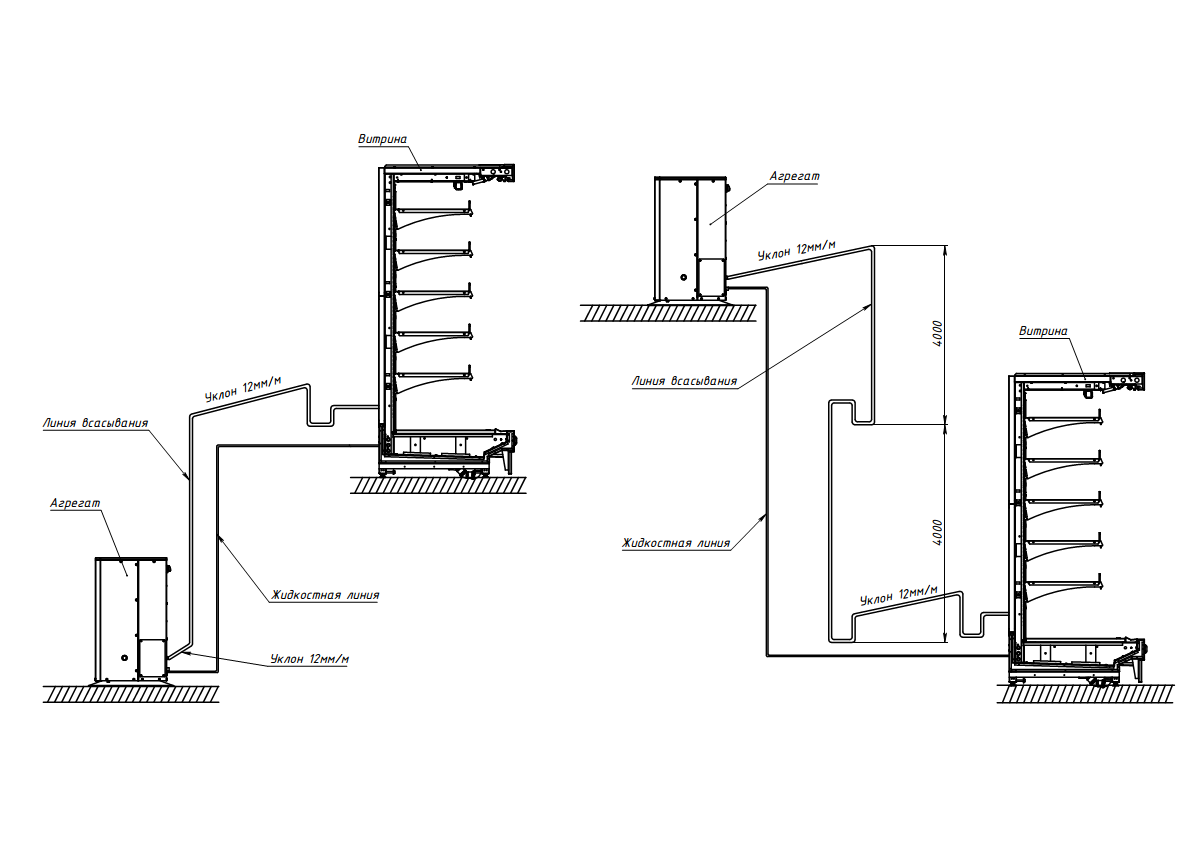 Витрина
Уклон 12мм/м
Линия всасывания
Агрегат
Жидкостная линия
Уклон 12мм/м
Агрегат
Уклон 12мм/м
4000
Витрина
Линия всасывания
4000
Жидкостная линия
Уклон 12мм/м